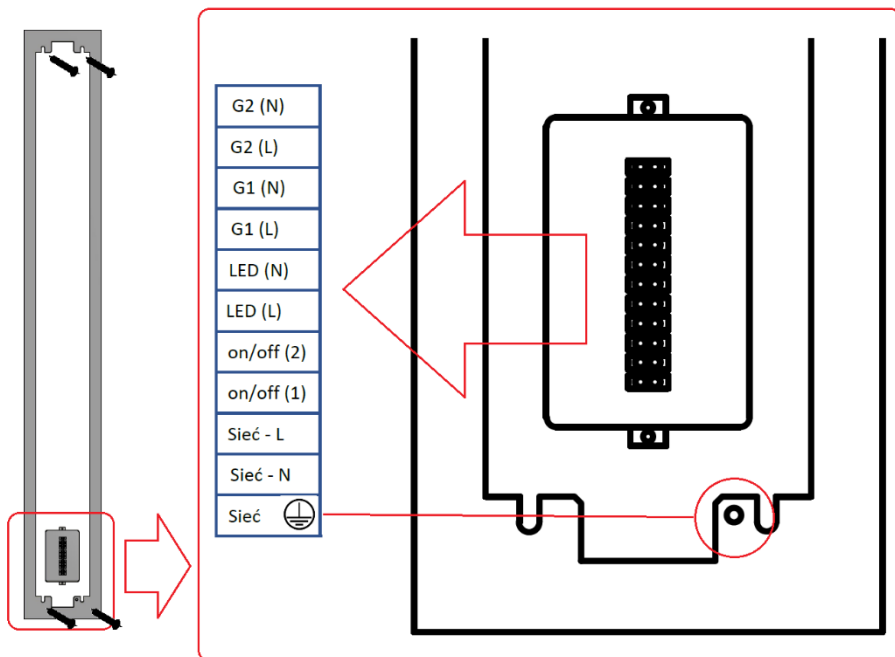 G2 (N)
G2 (L)
G1 (N)
G1 (L)
LED (N)
LED (L)
on/off (2)
on/off (1)
Sieć - L
Sieć - N
Sieć